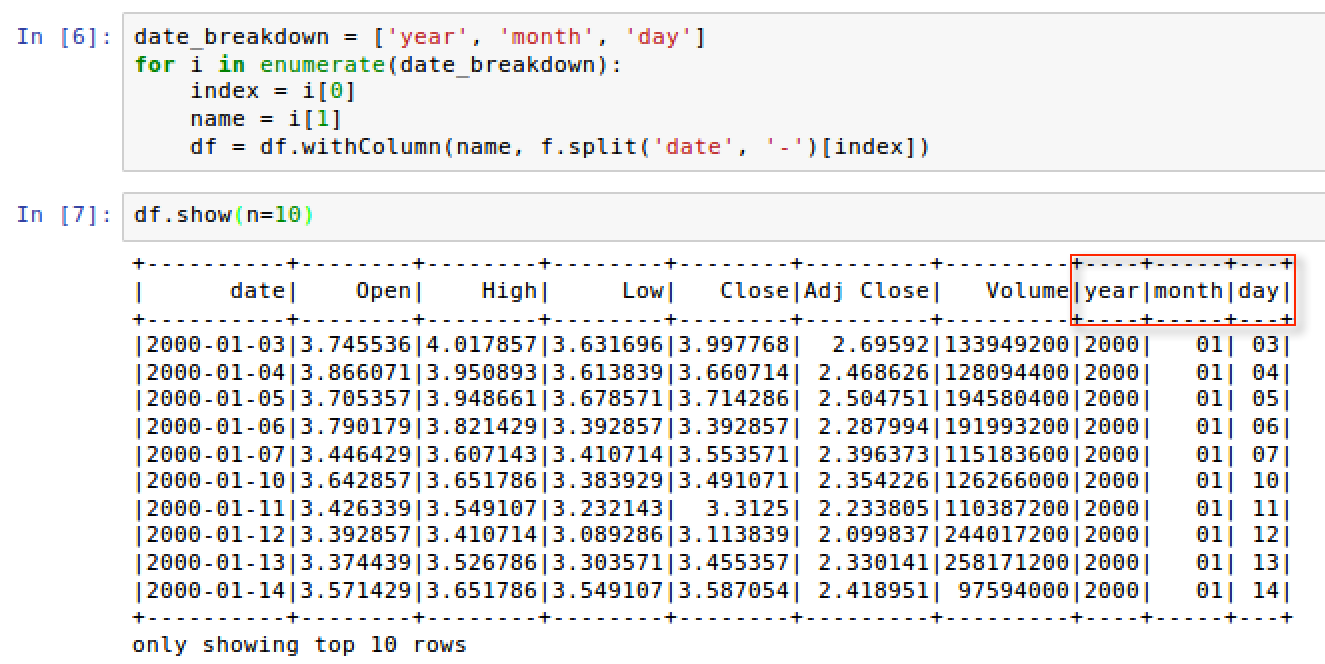 In [6]: date_breakdown = ['year', 'month', 'day']
for i in enumerate(date_breakdown):
    index = i[0]
    name = i[1]
    df = df.withColumn(name, f.split('date', '-')[index])
In [7]: df.show(n=10)
+----------+--------+--------+--------+--------+---------+---------+----+-----+---+
|      date|    Open|    High|     Low|   Close|Adj Close|   Volume|year|month|day|
+----------+--------+--------+--------+--------+---------+---------+----+-----+---+
|2000-01-03|3.745536|4.017857|3.631696|3.997768|  2.69592|133949200|2000|   01| 03|
|2000-01-04|3.866071|3.950893|3.613839|3.660714| 2.468626|128094400|2000|   01| 04|
|2000-01-05|3.705357|3.948661|3.678571|3.714286| 2.504751|194580400|2000|   01| 05|
|2000-01-06|3.790179|3.821429|3.392857|3.392857| 2.287994|191993200|2000|   01| 06|
|2000-01-07|3.446429|3.607143|3.410714|3.553571| 2.396373|115183600|2000|   01| 07|
|2000-01-10|3.642857|3.651786|3.383929|3.491071| 2.354226|126266000|2000|   01| 10|
|2000-01-11|3.426339|3.549107|3.232143|  3.3125| 2.233805|110387200|2000|   01| 11|
|2000-01-12|3.392857|3.410714|3.089286|3.113839| 2.099837|244017200|2000|   01| 12|
|2000-01-13|3.374439|3.526786|3.303571|3.455357| 2.330141|258171200|2000|   01| 13|
|2000-01-14|3.571429|3.651786|3.549107|3.587054| 2.418951| 97594000|2000|   01| 14|
+----------+--------+--------+--------+--------+---------+---------+----+-----+---+
only showing top 10 rows